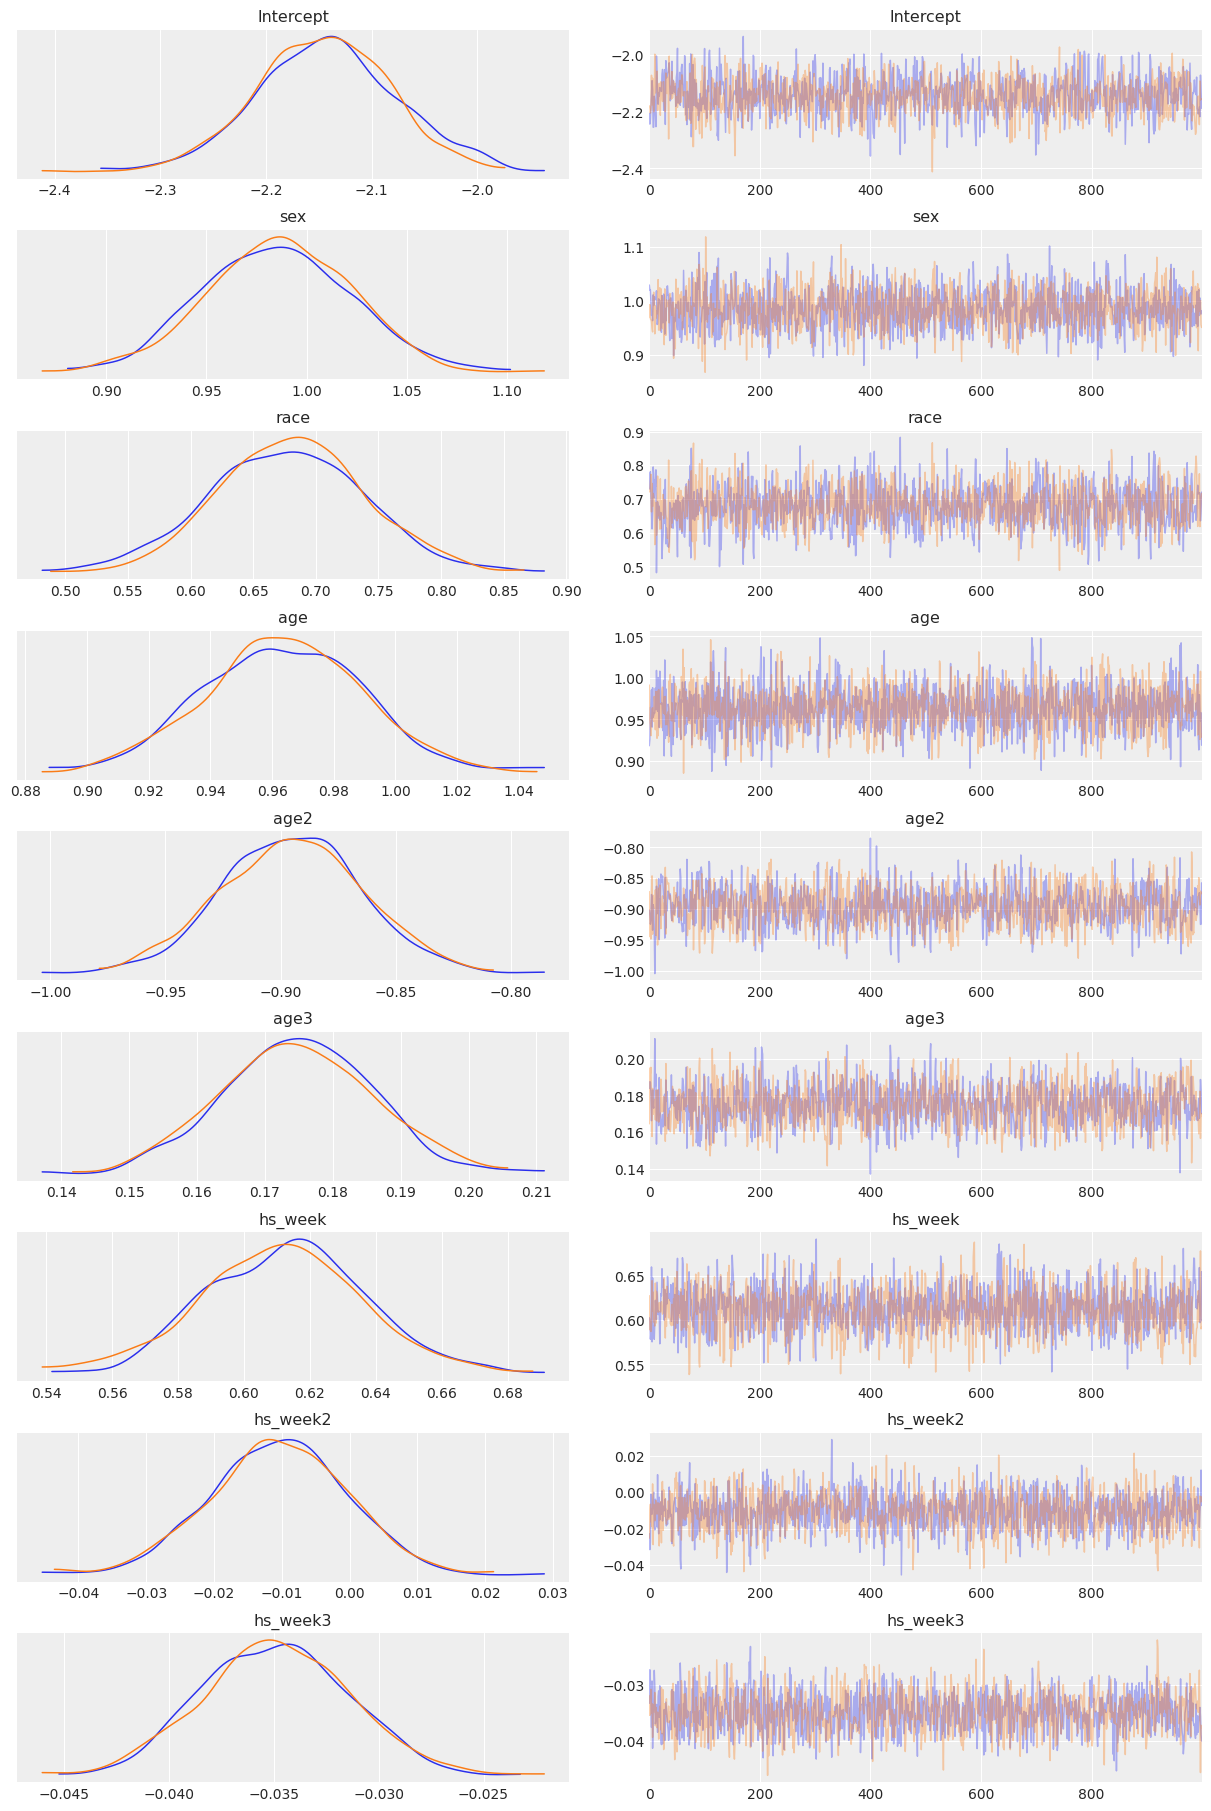 Intercept Intercept
−2.0
−2.2
−2.4
−2.4 −2.3 −2.2 −2.1 −2.0 0 200 400 600 800
sex sex
1.1
1.0
0.9
0.90 0.95 1.00 1.05 1.10 0 200 400 600 800
race race
0.9
0.8
0.7
0.6
0.5
0.50 0.55 0.60 0.65 0.70 0.75 0.80 0.85 0.90 0 200 400 600 800
age age
1.05
1.00
0.95
0.90
0.88 0.90 0.92 0.94 0.96 0.98 1.00 1.02 1.04 0 200 400 600 800
age2 age2
−0.80
−0.85
−0.90
−0.95
−1.00
−1.00 −0.95 −0.90 −0.85 −0.80 0 200 400 600 800
age3 age3
0.20
0.18
0.16
0.14
0.14 0.15 0.16 0.17 0.18 0.19 0.20 0.21 0 200 400 600 800
hs_week hs_week
0.65
0.60
0.55
0.54 0.56 0.58 0.60 0.62 0.64 0.66 0.68 0 200 400 600 800
hs_week2 hs_week2
0.02
0.00
−0.02
−0.04
−0.04 −0.03 −0.02 −0.01 0.00 0.01 0.02 0.03 0 200 400 600 800
hs_week3 hs_week3
−0.03
−0.04
−0.045 −0.040 −0.035 −0.030 −0.025 0 200 400 600 800